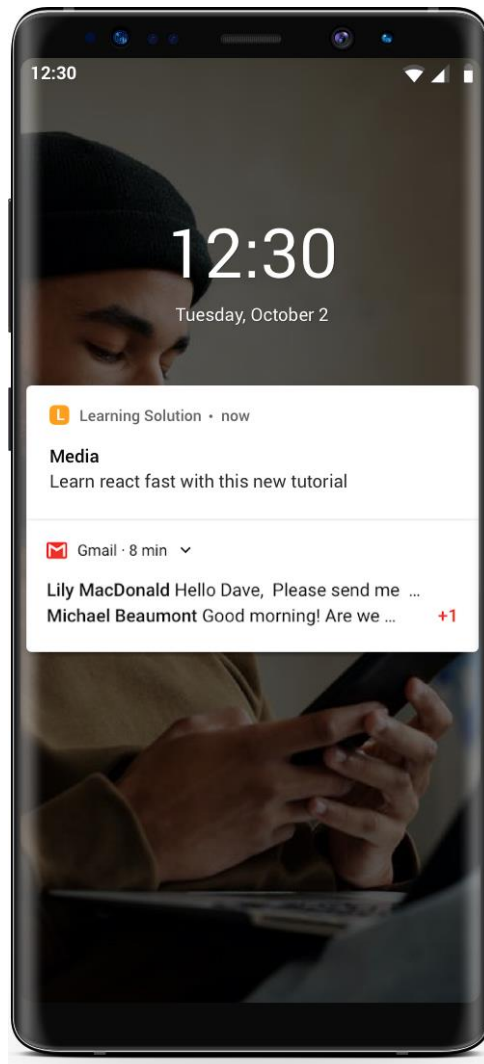 12:30
12:30
Tuesday, October 2
L Learning Solution • now
Media
Learn react fast with this new tutorial
Gmail · 8 min
Lily MacDonald Hello Dave, Please send me ...
Michael Beaumont Good morning! Are we ... +1